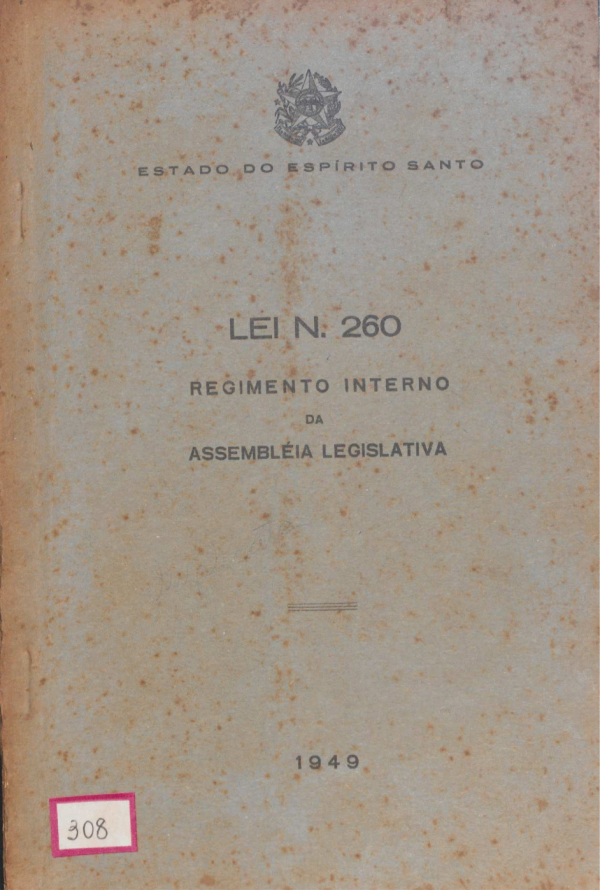 ESTADO DO ESPÍRITO SANTO
LEI N. 260
REGIMENTO INTERNO
DA
ASSEMBLÉIA LEGISLATIVA
1949
308